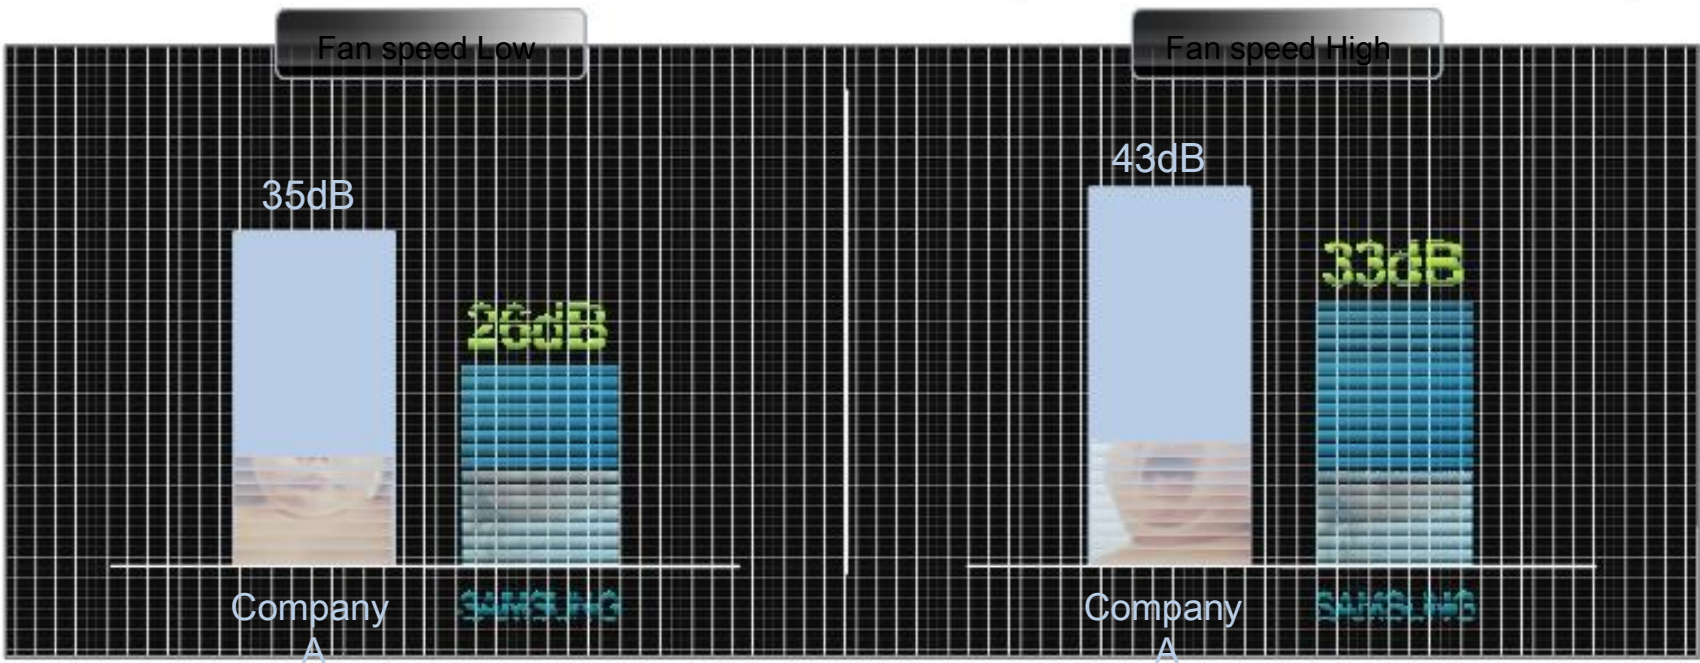 Fan speed Low
Fan speed High
35dB
26dB
Company
A
SAMSUNG
43dB
33dB
Company
A
SAMSUNG